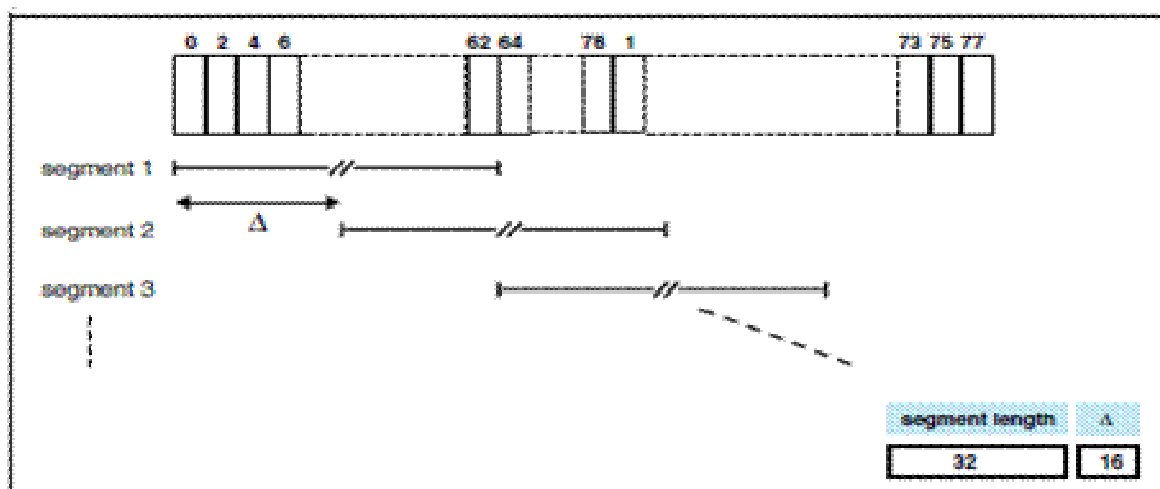 0 2 4 6 62 64 78 1 73 75 77
segment 1
Δ
segment 2
segment 3
segment length Δ
32 16